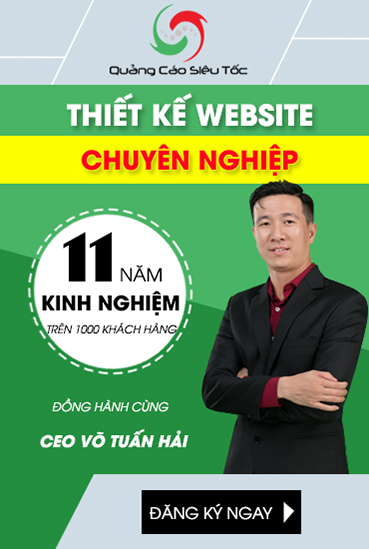 Quảng Cáo Siêu Tốc
THIẾT KẾ WEBSITE
CHUYÊN NGHIỆP
11 NĂM
KINH NGHIỆM
TRÊN 1000 KHÁCH HÀNG
ĐỒNG HÀNH CÙNG
CEO VÕ TUẤN HẢI
ĐĂNG KÝ NGAY